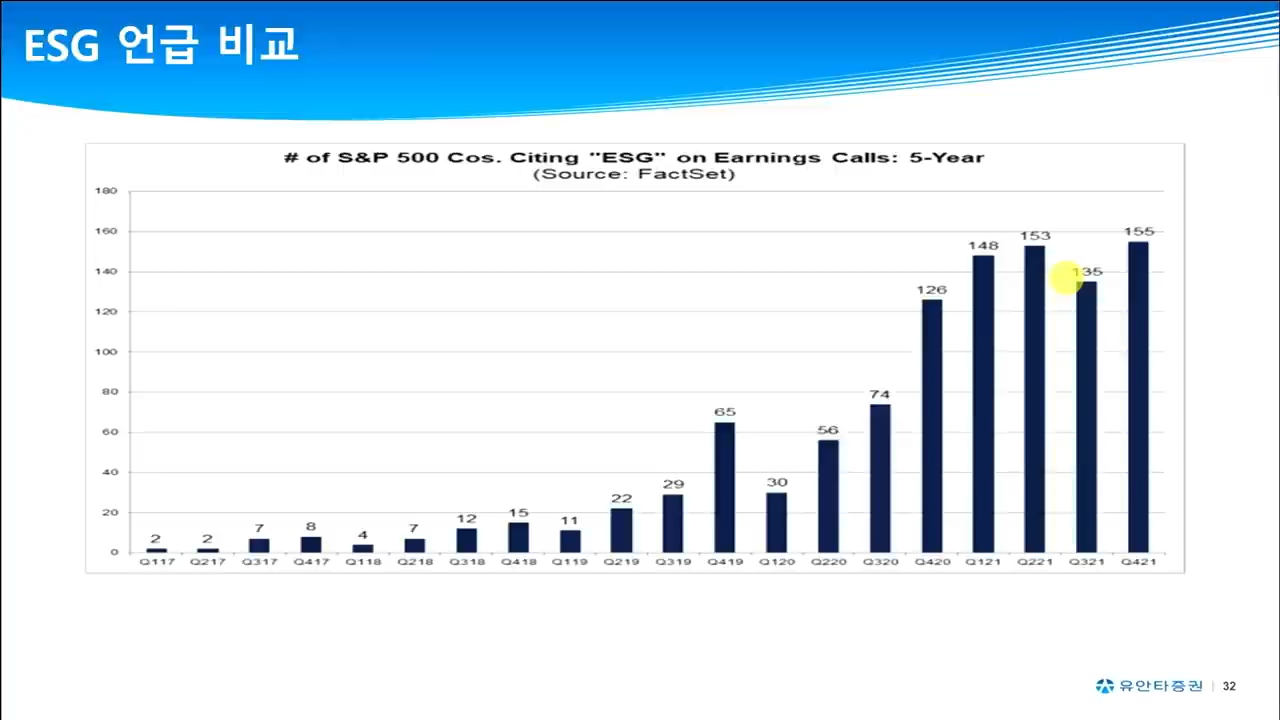 ESG 언급 비교
# of S&P 500 Cos. Citing "ESG" on Earnings Calls: 5-Year
(Source: FactSet)
180
160
140
120
100
80
60
40
20
0
2 2 7 8 4 7 12 15 11 22 29 65 30 56 74 126 148 153 135 155
Q117 Q217 Q317 Q417 Q118 Q218 Q318 Q418 Q119 Q219 Q319 Q419 Q120 Q220 Q320 Q420 Q121 Q221 Q321 Q421
유안타증권 | 32